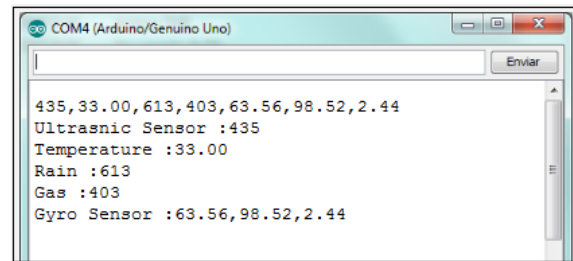 COM4 (Arduino/Genuino Uno)
Enviar
435,33.00,613,403,63.56,98.52,2.44
Ultrasnic Sensor :435
Temperature :33.00
Rain :613
Gas :403
Gyro Sensor :63.56,98.52,2.44